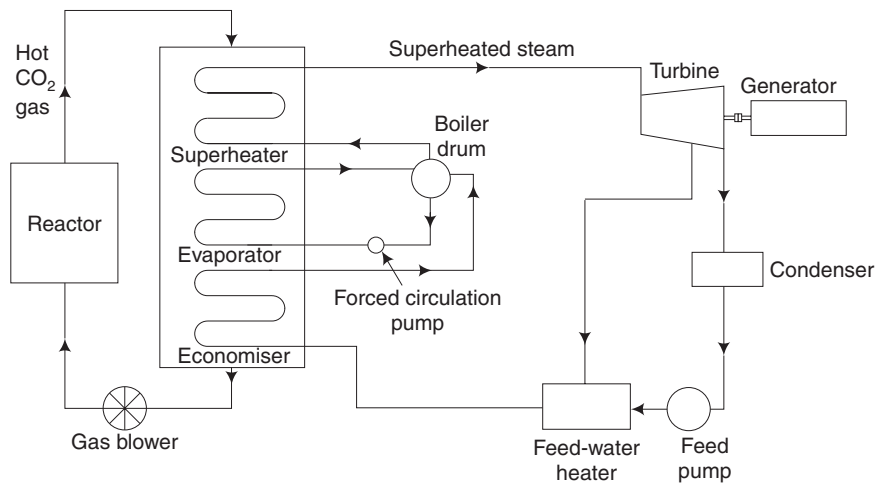 Hot
CO2
gas
Superheated steam
Turbine
Generator
Boiler
drum
Superheater
Reactor
Evaporator
Condenser
Forced circulation
pump
Economiser
Gas blower
Feed-water
heater
Feed
pump